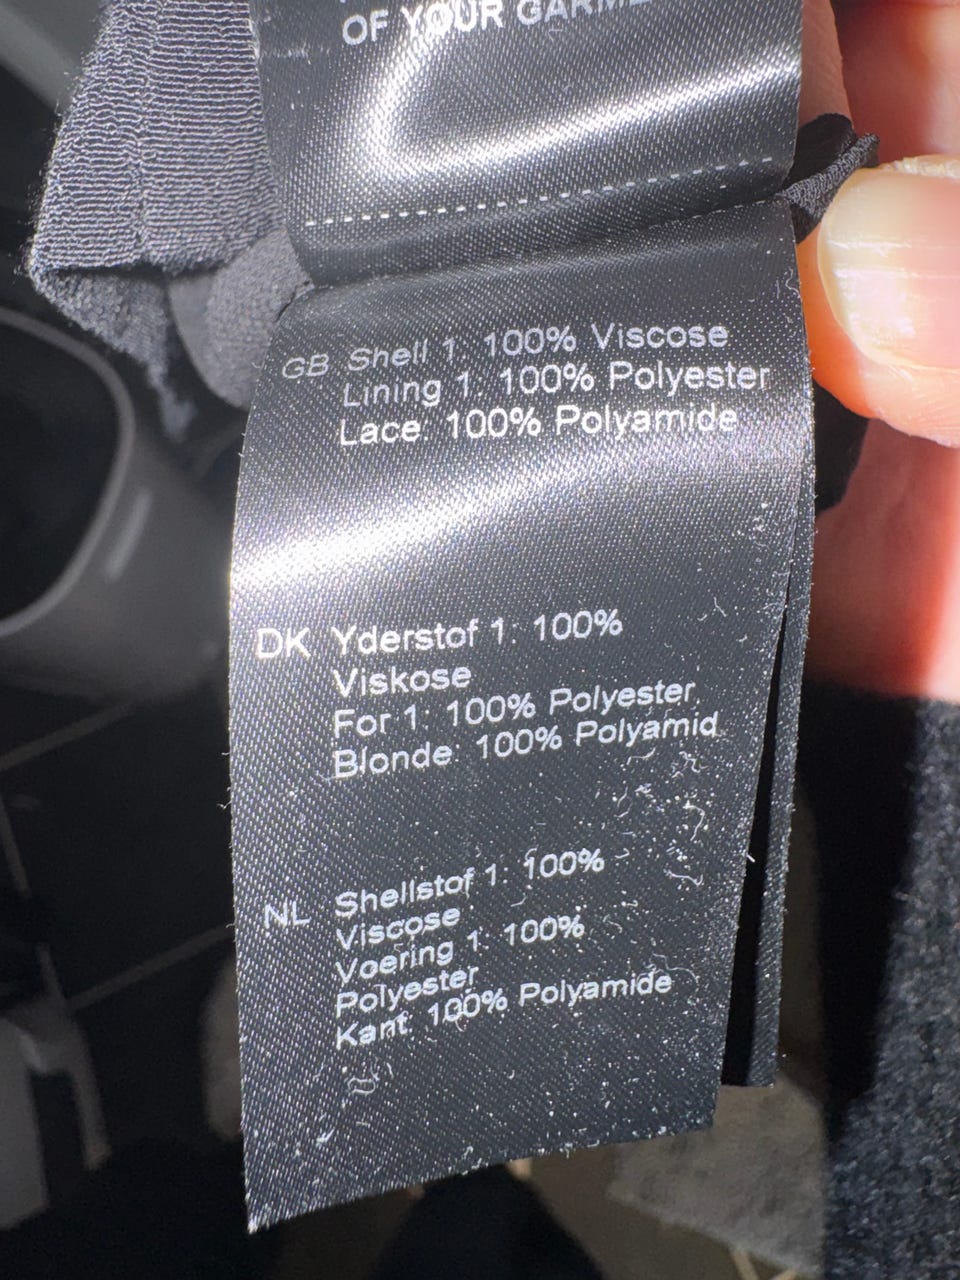 OF YOUR
GB Shell 1: 100% Viscose
Lining 1: 100% Polyester
Lace: 100% Polyamide
DK Yderstof 1: 100%
Viskose
For 1: 100% Polyester
Blonde: 100% Polyamid
NL Shellstof 1: 100%
Viscose
Voering 1: 100%
Polyester
Kant: 100% Polyamide